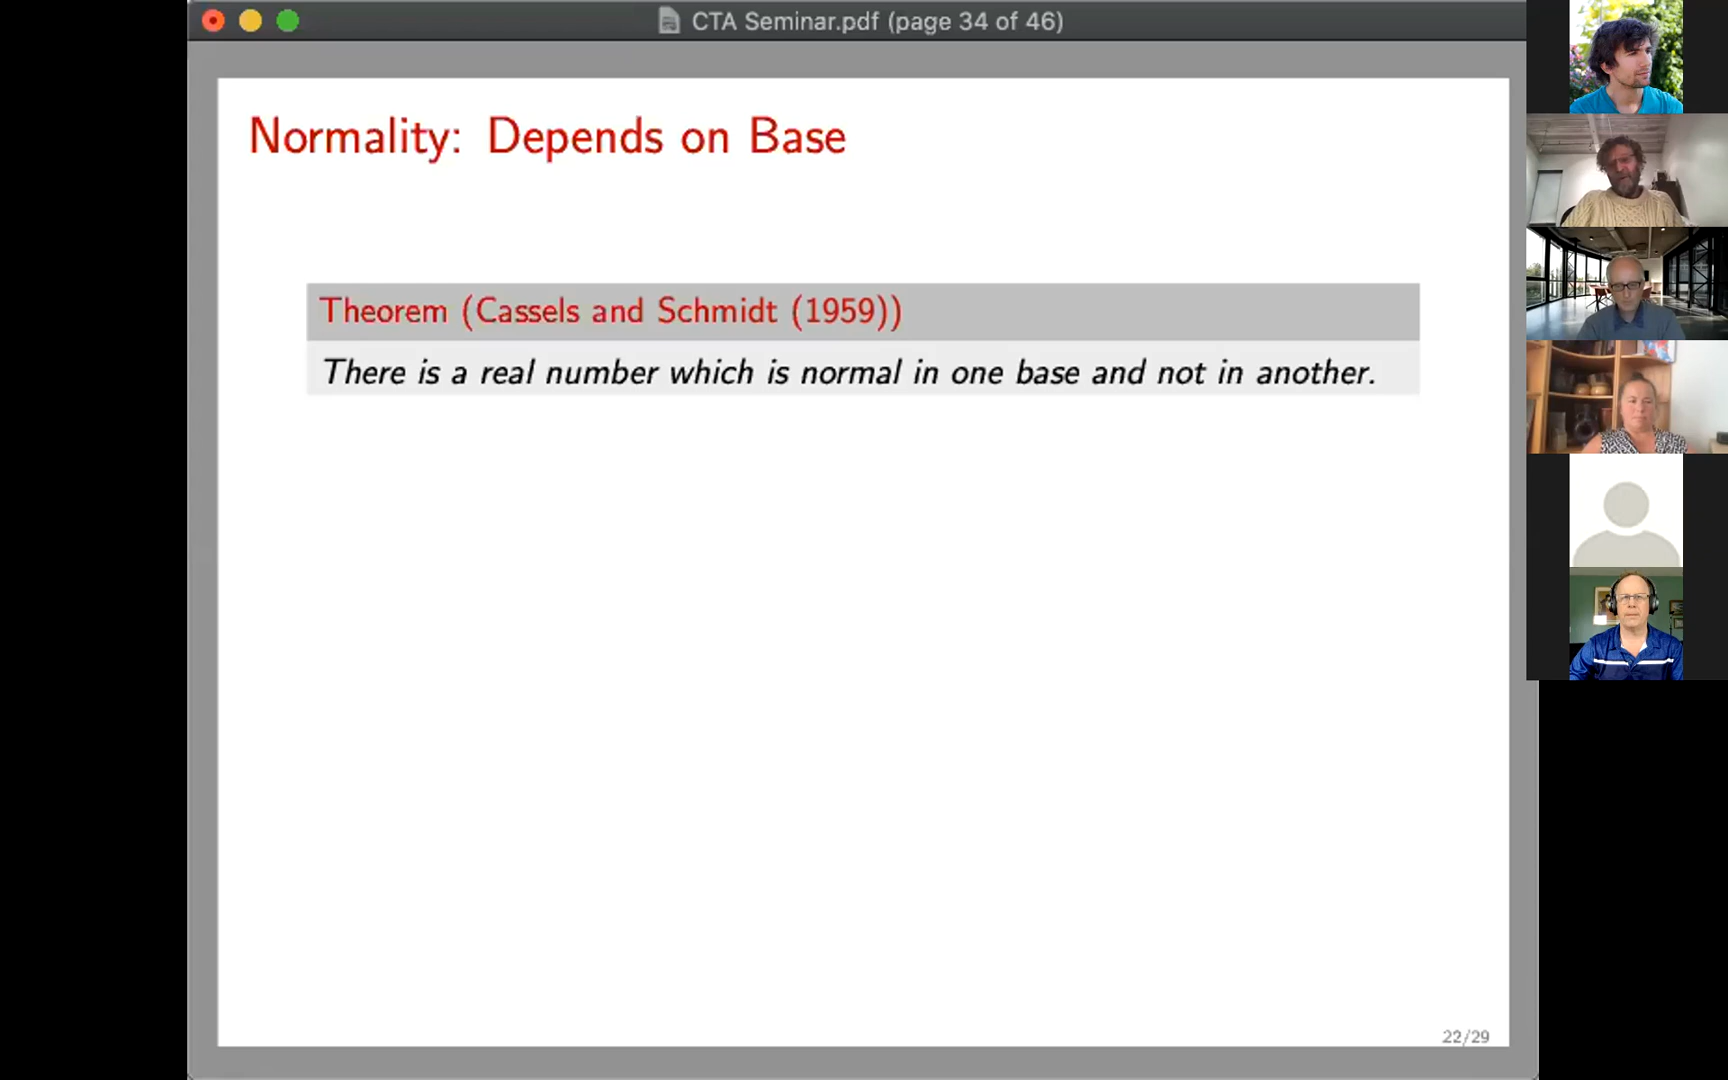 CTA Seminar.pdf (page 34 of 46)
Normality: Depends on Base
Theorem (Cassels and Schmidt (1959))
There is a real number which is normal in one base and not in another.
22/29